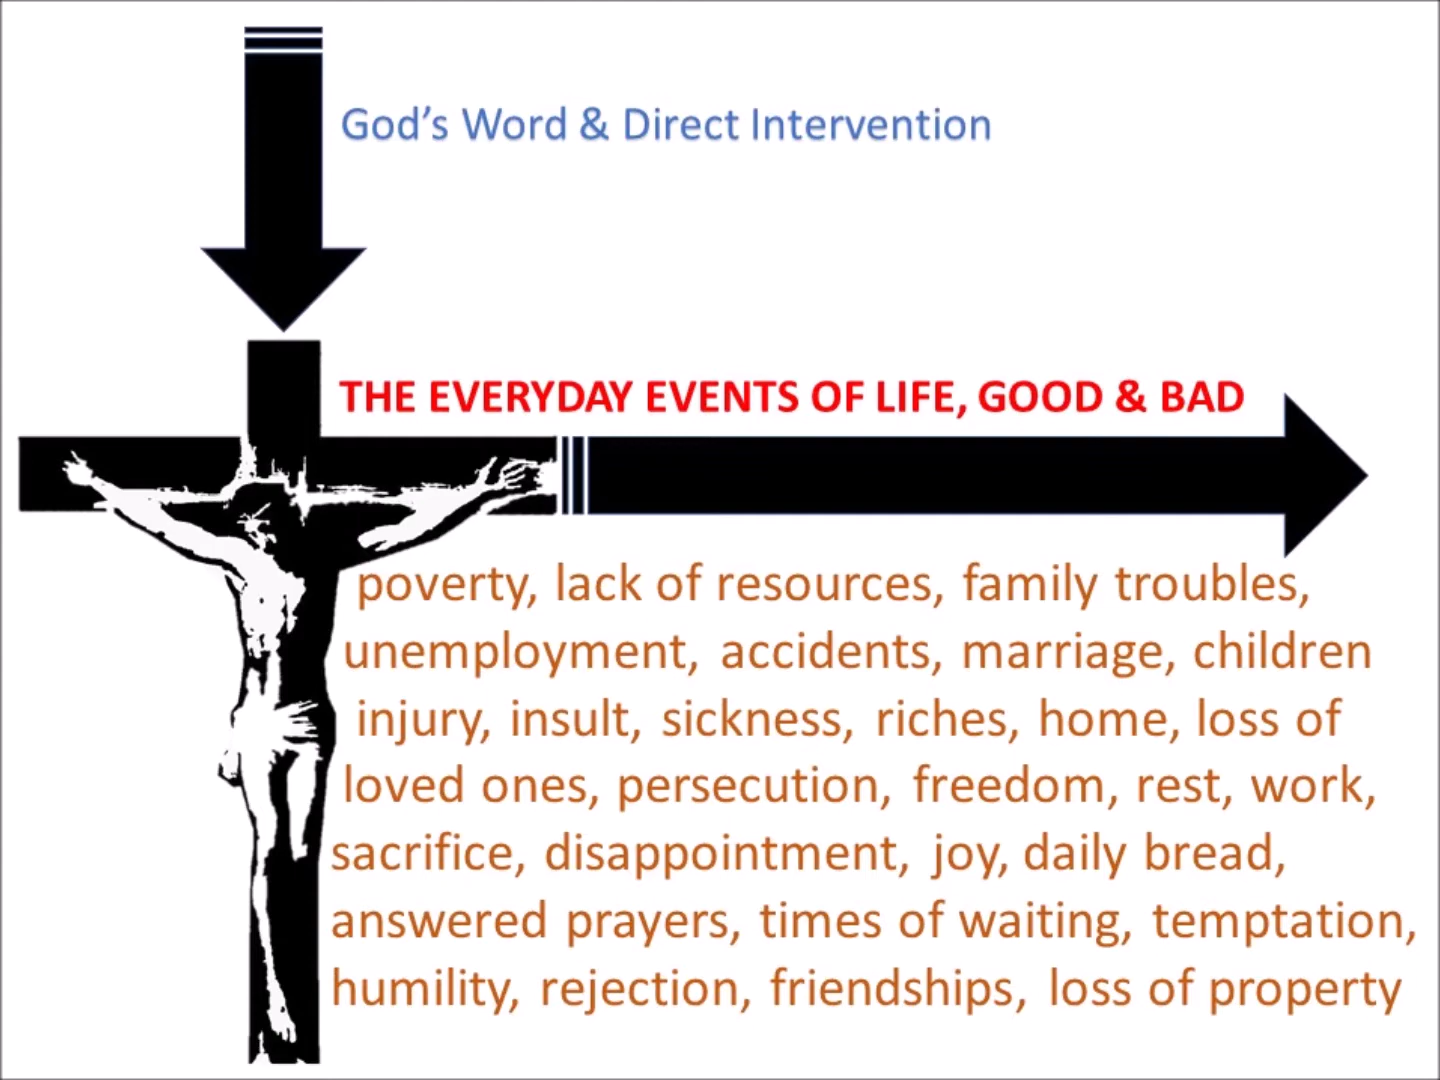 God’s Word & Direct Intervention
THE EVERYDAY EVENTS OF LIFE, GOOD & BAD
poverty, lack of resources, family troubles,
unemployment, accidents, marriage, children
injury, insult, sickness, riches, home, loss of
loved ones, persecution, freedom, rest, work,
sacrifice, disappointment, joy, daily bread,
answered prayers, times of waiting, temptation,
humility, rejection, friendships, loss of property